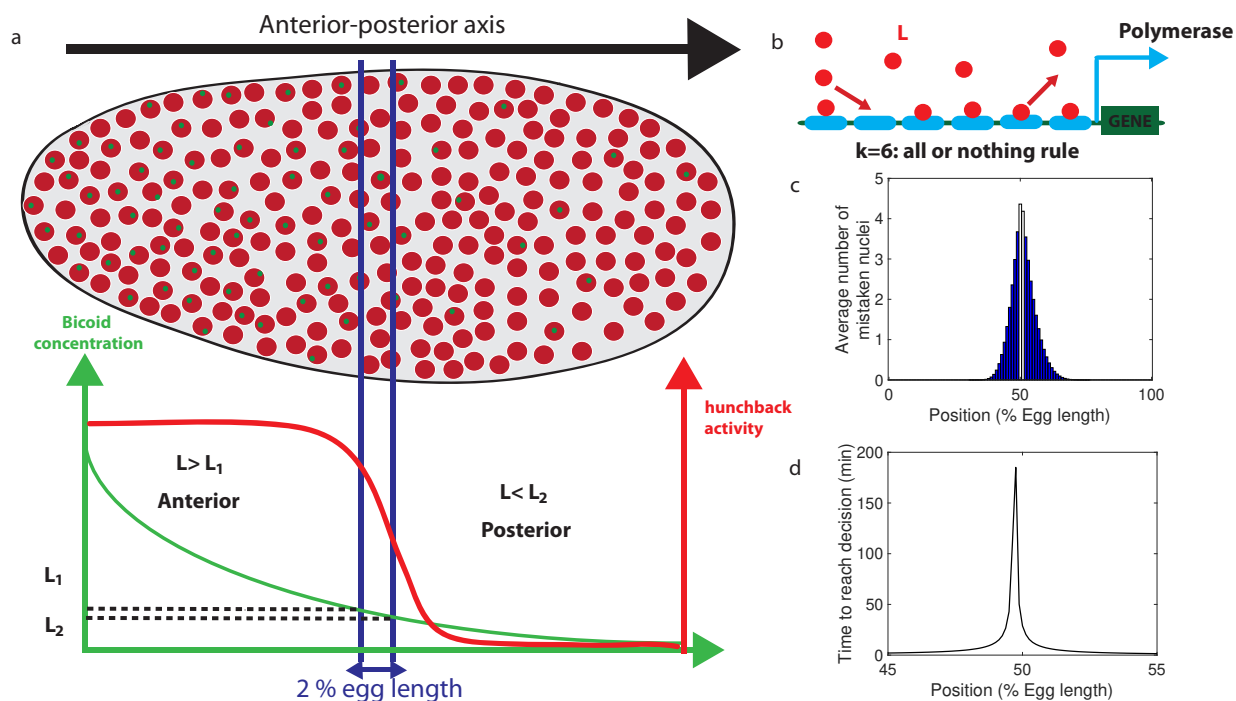 a
Anterior-posterior axis
Bicoid
concentration
L> L1
Anterior
L< L2
Posterior
hunchback
activity
L1
L2
2 % egg length
b
L
Polymerase
GENE
k=6: all or nothing rule
c
Average number of
mistaken nuclei
5
4
3
2
1
0
0
50
100
Position (% Egg length)
d
Time to reach decision (min)
200
150
100
50
0
45
50
55
Position (% Egg length)